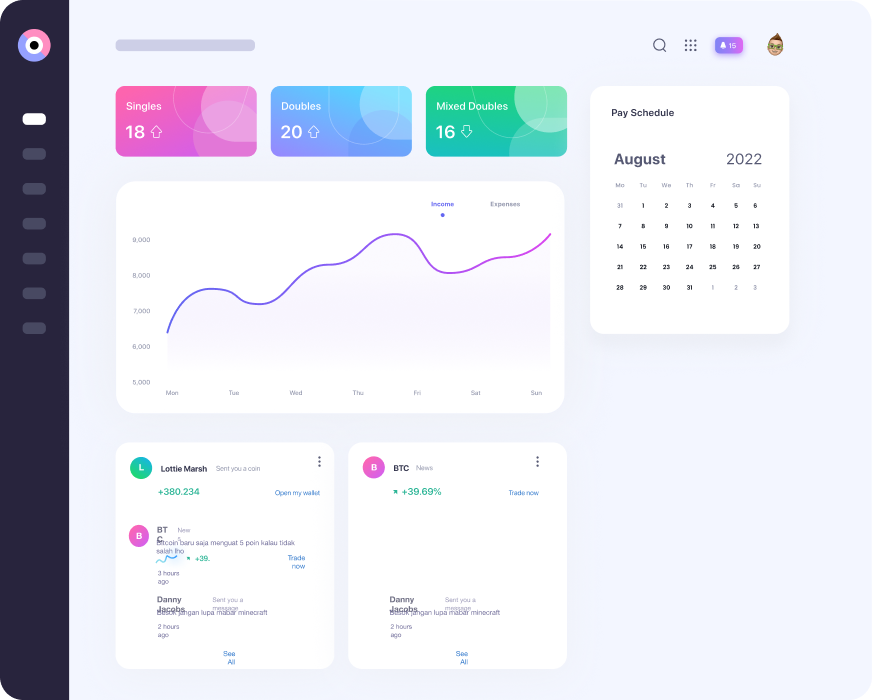 15
Singles
18
Doubles
20
Mixed Doubles
16
Pay Schedule
August 2022
Mo Tu We Th Fr Sa Su
31 1 2 3 4 5 6
7 8 9 10 11 12 13
14 15 16 17 18 19 20
21 22 23 24 25 26 27
28 29 30 31 1 2 3
Income Expenses
9,000
8,000
7,000
6,000
5,000
Mon Tue Wed Thu Fri Sat Sun
L Lottie Marsh Sent you a coin
+380.234 Open my wallet
B BT New
C s
Bitcoin baru saja menguat 5 poin kalau tidak
salah lho
+39. Trade
now
3 hours
ago
Danny Sent you a
Jacobs message
Besok jangan lupa mabar minecraft
2 hours
ago
See
All
B BTC News
+39.69% Trade now
Danny Sent you a
Jacobs message
Besok jangan lupa mabar minecraft
2 hours
ago
See
All